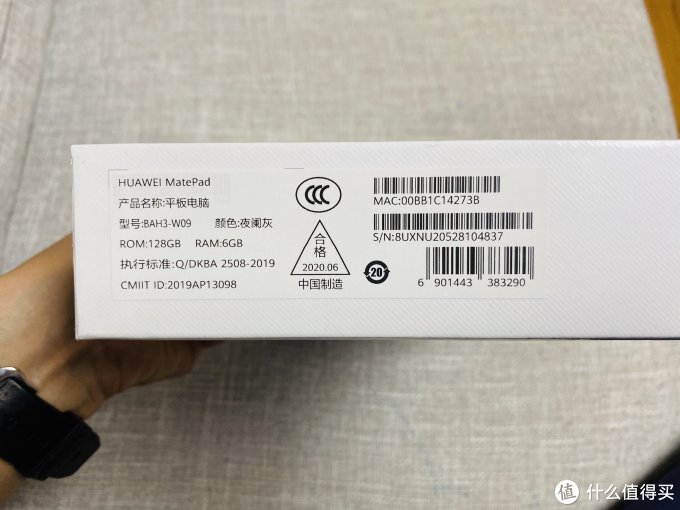 HUAWEI MatePad
产品名称:平板电脑
型号:BAH3-W09 颜色:夜阑灰
ROM:128GB RAM:6GB
执行标准:Q/DKBA 2508-2019
CMIIT ID:2019AP13098
CCC
合格
2020.06
中国制造
MAC:00BB1C14273B
S/N:8UXNU20528104837
20
6 901443 383290
值 什么值得买